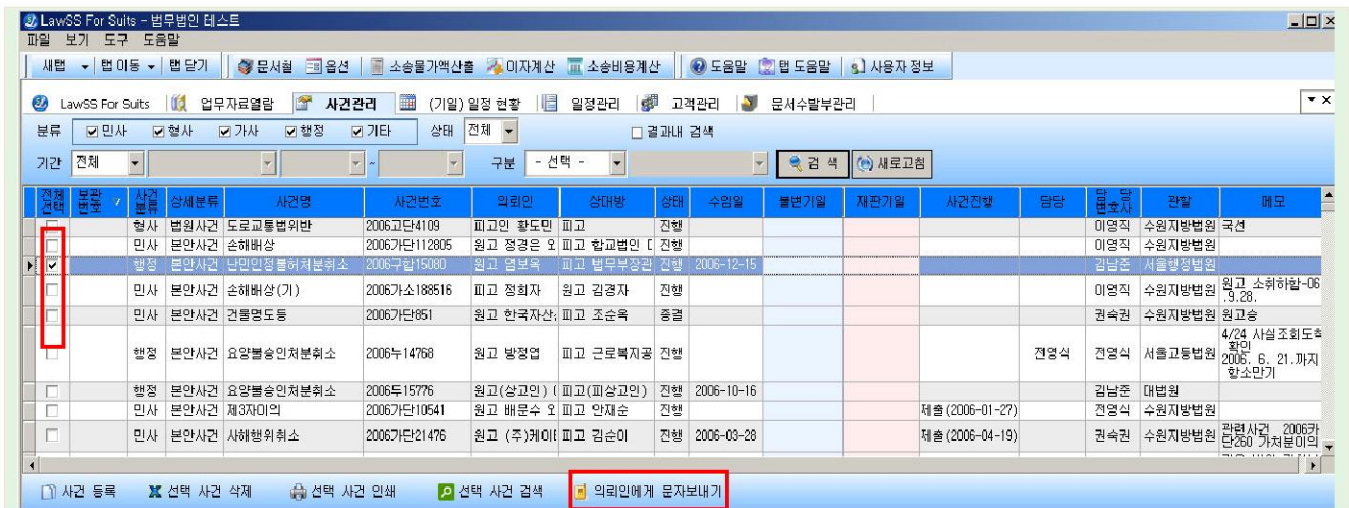 LawSS For Suits - 법무법인 테스트
파일 보기 도구 도움말
새탭 탭 이동 탭 닫기 문서철 옵션 소송물가액산출 이자계산 소송비용계산 도움말 탭 도움말 사용자 정보
LawSS For Suits 업무자료열람 사건관리 (기일) 일정 현황 일정관리 고객관리 문서수발부관리
분류 민사 형사 가사 행정 기타 상태 전체 결과내 검색
기간 전체 ~ 구분 - 선택 - 검 색 새로고침
전체선택 보관번호 사건분류 상세분류 사건명 사건번호 의뢰인 상대방 상태 수임일 불변기일 재판기일 사건진행 담당 담당변호사 관할 메모
형사 법원사건 도로교통법위반 2006고단4109 피고인 황도민 피고 진행 이영직 수원지방법원 국선
민사 본안사건 손해배상 2006가단112805 원고 정경은 외 피고 학교법인 진행 이영직 수원지방법원
행정 본안사건 난민인정불허처분취소 2006구합15080 원고 염보옥 피고 법무부장관 진행 2006-12-15 김남준 서울행정법원
민사 본안사건 손해배상(기) 2006가소188516 피고 정희자 원고 김경자 진행 이영직 수원지방법원 원고 소취하함-06
.9.28.
민사 본안사건 건물명도등 2006가단851 원고 한국자산 피고 조순옥 종결 권숙권 수원지방법원 원고승
4/24 사실조회도착
확인
행정 본안사건 요양불승인처분취소 2006누14768 원고 방정업 피고 근로복지공 진행 전영식 전영식 서울고등법원 2006. 6. 21.까지
항소만기
행정 본안사건 요양불승인처분취소 2006두15776 원고(상고인) 피고(피상고인) 진행 2006-10-16 김남준 대법원
민사 본안사건 제3자이의 2006가단10541 원고 배문수 외 피고 안재순 진행 제출(2006-01-27) 전영식 수원지방법원
민사 본안사건 사해행위취소 2006가단21476 원고 (주)케이 피고 김순이 진행 2006-03-28 제출(2006-04-19) 권숙권 수원지방법원 관련사건 2006카
단260 가처분이의
사건 등록 선택 사건 삭제 선택 사건 인쇄 선택 사건 검색 의뢰인에게 문자보내기